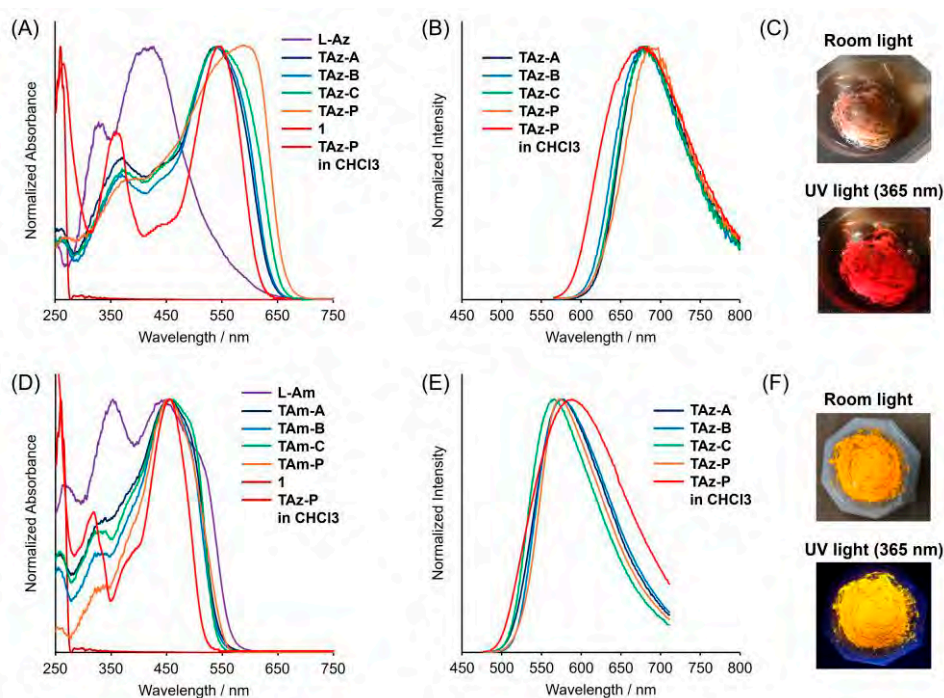 (A)
Normalized Absorbance
L-Az
TAz-A
TAz-B
TAz-C
TAz-P
1
TAz-P
in CHCl3
250 350 450 550 650 750
Wavelength / nm
(B)
Normalized Intensity
TAz-A
TAz-B
TAz-C
TAz-P
TAz-P
in CHCl3
450 500 550 600 650 700 750 800
Wavelength / nm
(C)
Room light
UV light (365 nm)
(D)
Normalized Absorbance
L-Am
TAm-A
TAm-B
TAm-C
TAm-P
1
TAz-P
in CHCl3
250 350 450 550 650 750
Wavelength / nm
(E)
Normalized Intensity
TAz-A
TAz-B
TAz-C
TAz-P
TAz-P
in CHCl3
450 500 550 600 650 700 750 800
Wavelength / nm
(F)
Room light
UV light (365 nm)